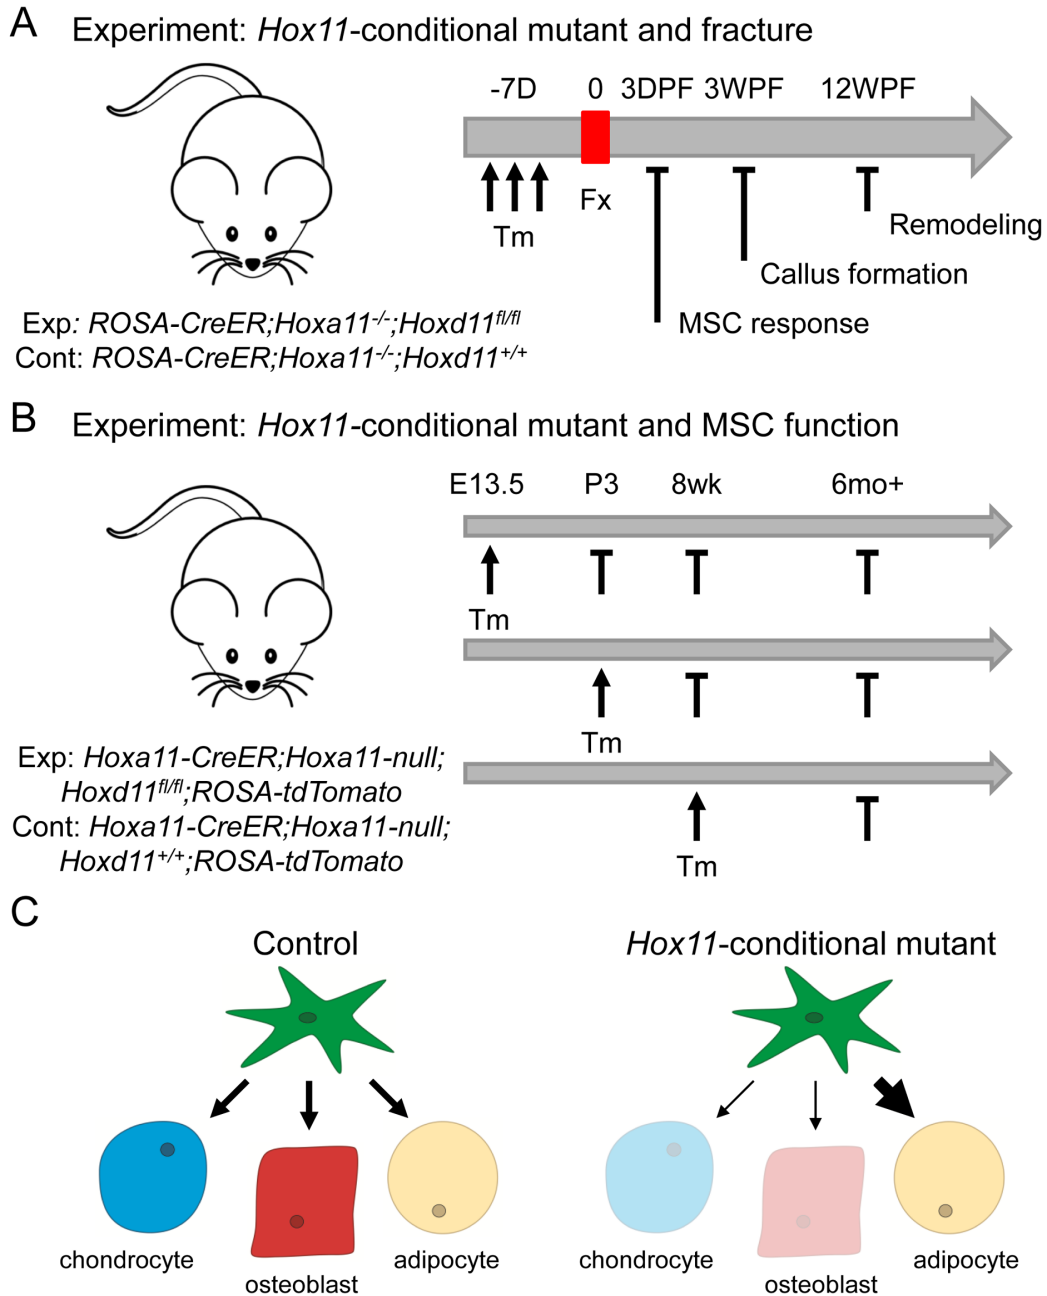 A
Experiment: Hox11-conditional mutant and fracture
-7D 0 3DPF 3WPF 12WPF
Fx
Tm
Remodeling
Callus formation
MSC response
Exp: ROSA-CreER;Hoxa11-/-;Hoxd11fl/fl
Cont: ROSA-CreER;Hoxa11-/-;Hoxd11+/+
B
Experiment: Hox11-conditional mutant and MSC function
E13.5 P3 8wk 6mo+
Tm
Tm
Tm
Exp: Hoxa11-CreER;Hoxa11-null;
Hoxd11fl/fl;ROSA-tdTomato
Cont: Hoxa11-CreER;Hoxa11-null;
Hoxd11+/+;ROSA-tdTomato
C
Control
chondrocyte
osteoblast
adipocyte
Hox11-conditional mutant
chondrocyte
osteoblast
adipocyte